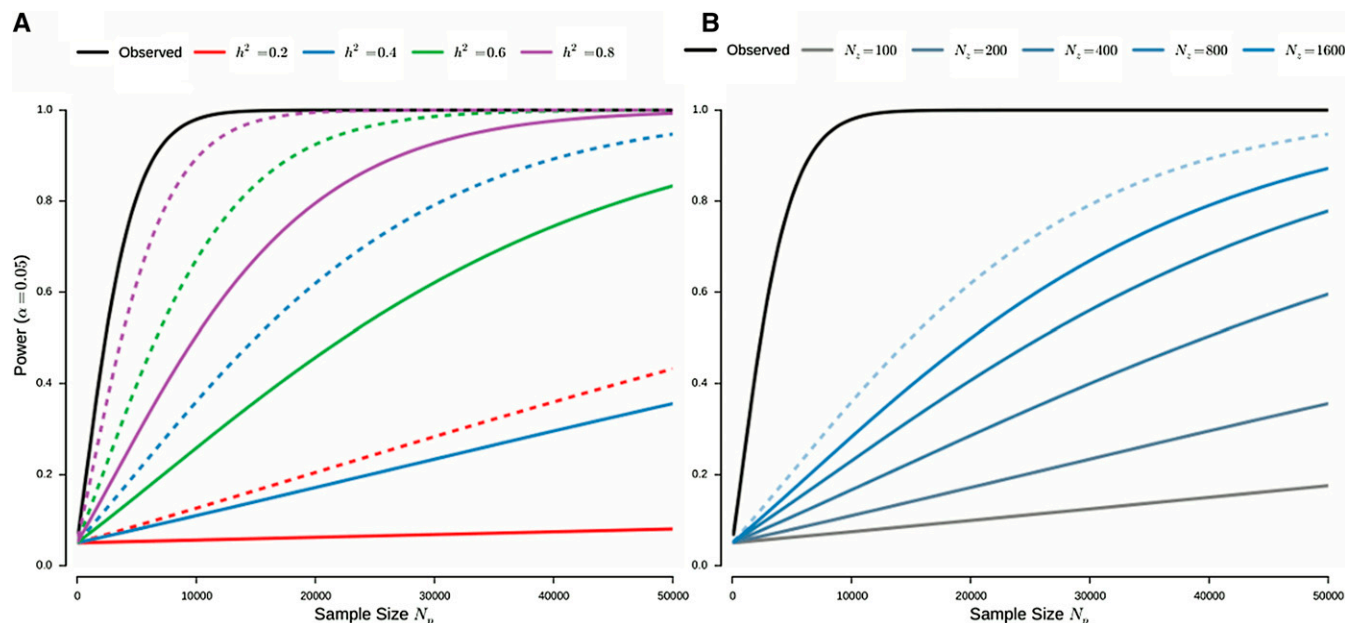 A
B
Observed h² =0.2 h² =0.4 h² =0.6 h² =0.8
Observed N_z=100 N_z=200 N_z=400 N_z=800 N_z=1600
Power (α=0.05)
1.0
0.8
0.6
0.4
0.2
0.0
0 10000 20000 30000 40000 50000
Sample Size N_p
1.0
0.8
0.6
0.4
0.2
0.0
0 10000 20000 30000 40000 50000
Sample Size N_p